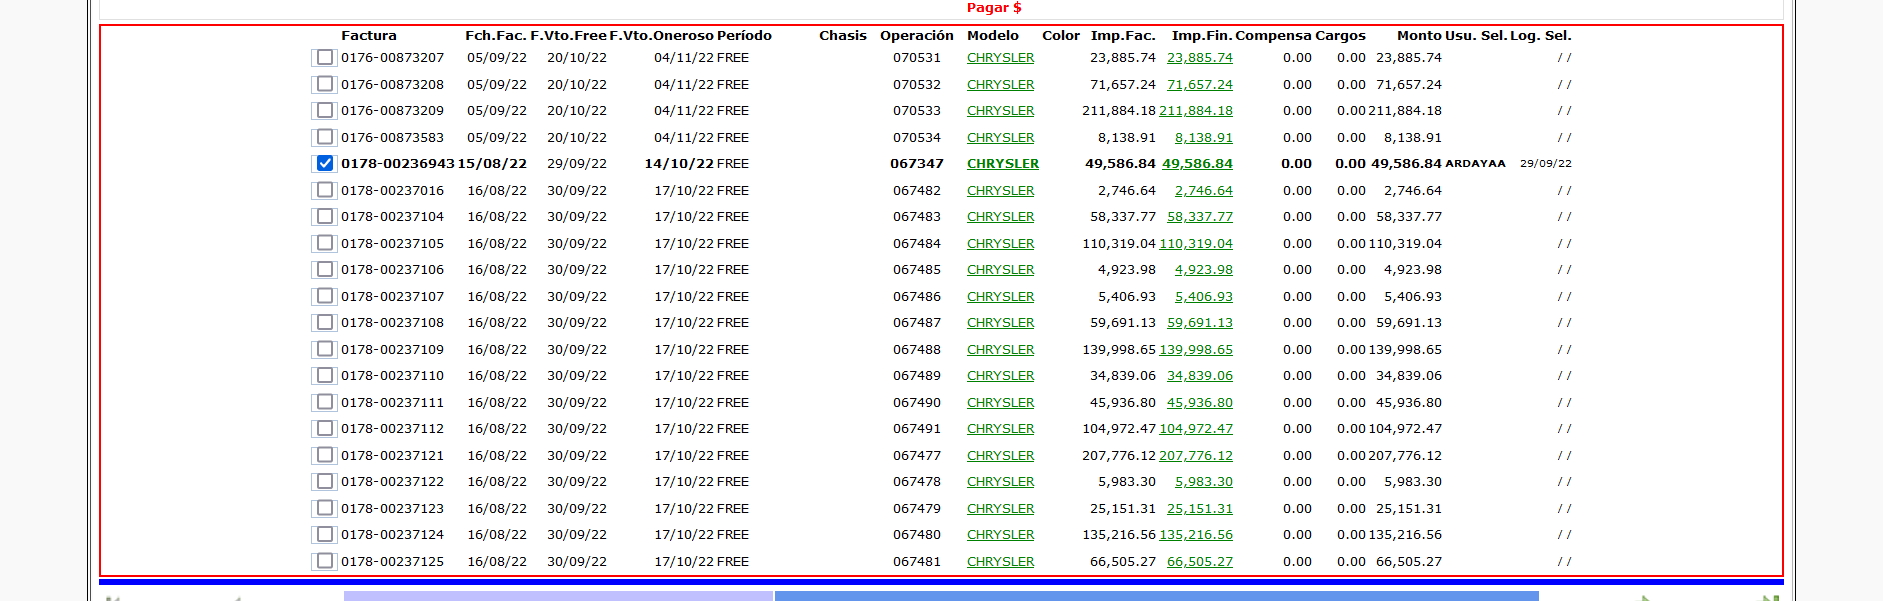 Pagar $
Factura Fch.Fac. F.Vto.Free F.Vto.Oneroso Período Chasis Operación Modelo Color Imp.Fac. Imp.Fin. Compensa Cargos Monto Usu. Sel. Log. Sel.
0176-00873207 05/09/22 20/10/22 04/11/22 FREE 070531 CHRYSLER 23,885.74 23,885.74 0.00 0.00 23,885.74 / /
0176-00873208 05/09/22 20/10/22 04/11/22 FREE 070532 CHRYSLER 71,657.24 71,657.24 0.00 0.00 71,657.24 / /
0176-00873209 05/09/22 20/10/22 04/11/22 FREE 070533 CHRYSLER 211,884.18 211,884.18 0.00 0.00 211,884.18 / /
0176-00873583 05/09/22 20/10/22 04/11/22 FREE 070534 CHRYSLER 8,138.91 8,138.91 0.00 0.00 8,138.91 / /
0178-00236943 15/08/22 29/09/22 14/10/22 FREE 067347 CHRYSLER 49,586.84 49,586.84 0.00 0.00 49,586.84 ARDAYAA 29/09/22
0178-00237016 16/08/22 30/09/22 17/10/22 FREE 067482 CHRYSLER 2,746.64 2,746.64 0.00 0.00 2,746.64 / /
0178-00237104 16/08/22 30/09/22 17/10/22 FREE 067483 CHRYSLER 58,337.77 58,337.77 0.00 0.00 58,337.77 / /
0178-00237105 16/08/22 30/09/22 17/10/22 FREE 067484 CHRYSLER 110,319.04 110,319.04 0.00 0.00 110,319.04 / /
0178-00237106 16/08/22 30/09/22 17/10/22 FREE 067485 CHRYSLER 4,923.98 4,923.98 0.00 0.00 4,923.98 / /
0178-00237107 16/08/22 30/09/22 17/10/22 FREE 067486 CHRYSLER 5,406.93 5,406.93 0.00 0.00 5,406.93 / /
0178-00237108 16/08/22 30/09/22 17/10/22 FREE 067487 CHRYSLER 59,691.13 59,691.13 0.00 0.00 59,691.13 / /
0178-00237109 16/08/22 30/09/22 17/10/22 FREE 067488 CHRYSLER 139,998.65 139,998.65 0.00 0.00 139,998.65 / /
0178-00237110 16/08/22 30/09/22 17/10/22 FREE 067489 CHRYSLER 34,839.06 34,839.06 0.00 0.00 34,839.06 / /
0178-00237111 16/08/22 30/09/22 17/10/22 FREE 067490 CHRYSLER 45,936.80 45,936.80 0.00 0.00 45,936.80 / /
0178-00237112 16/08/22 30/09/22 17/10/22 FREE 067491 CHRYSLER 104,972.47 104,972.47 0.00 0.00 104,972.47 / /
0178-00237121 16/08/22 30/09/22 17/10/22 FREE 067477 CHRYSLER 207,776.12 207,776.12 0.00 0.00 207,776.12 / /
0178-00237122 16/08/22 30/09/22 17/10/22 FREE 067478 CHRYSLER 5,983.30 5,983.30 0.00 0.00 5,983.30 / /
0178-00237123 16/08/22 30/09/22 17/10/22 FREE 067479 CHRYSLER 25,151.31 25,151.31 0.00 0.00 25,151.31 / /
0178-00237124 16/08/22 30/09/22 17/10/22 FREE 067480 CHRYSLER 135,216.56 135,216.56 0.00 0.00 135,216.56 / /
0178-00237125 16/08/22 30/09/22 17/10/22 FREE 067481 CHRYSLER 66,505.27 66,505.27 0.00 0.00 66,505.27 / /